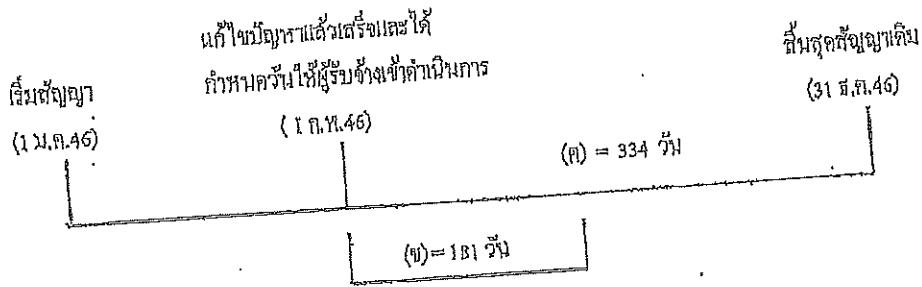 แก้ไขปัญหาแล้วเสร็จและได้
กำหนดวันให้ผู้รับจ้างเข้าดำเนินการ
(1 ก.พ.46)
เริ่มสัญญา
(1 ม.ค.46)
สิ้นสุดสัญญาเดิม
(31 ธ.ค.46)
(ค) = 334 วัน
(ข) = 181 วัน